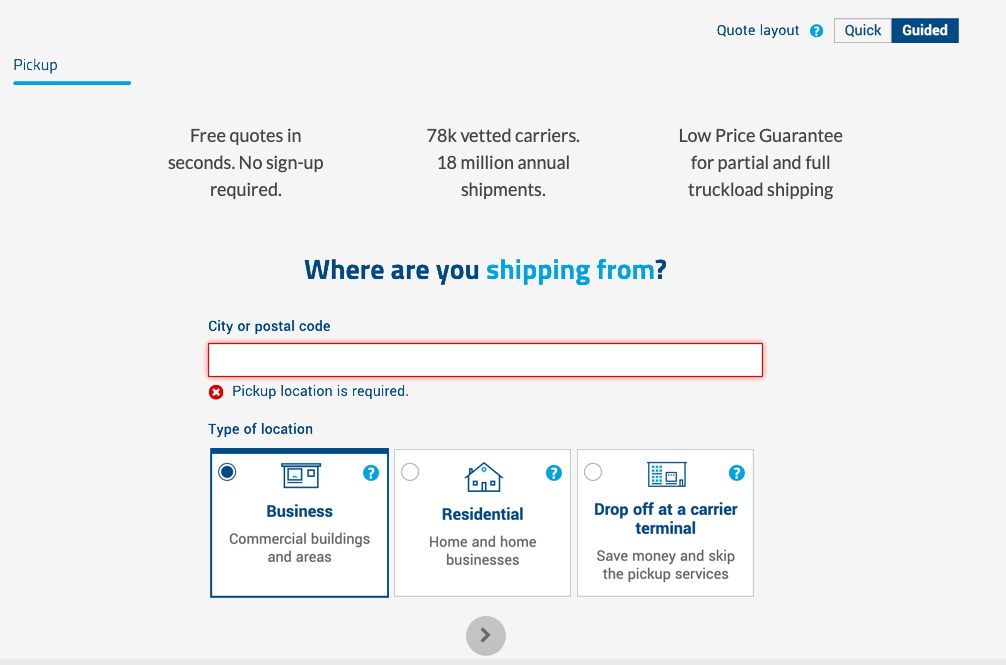 Quote layout ? Quick Guided
Pickup
Free quotes in
seconds. No sign-up
required.
78k vetted carriers.
18 million annual
shipments.
Low Price Guarantee
for partial and full
truckload shipping
Where are you shipping from?
City or postal code
Pickup location is required.
Type of location
?
Business
Commercial buildings
and areas
?
Residential
Home and home
businesses
?
Drop off at a carrier
terminal
Save money and skip
the pickup services